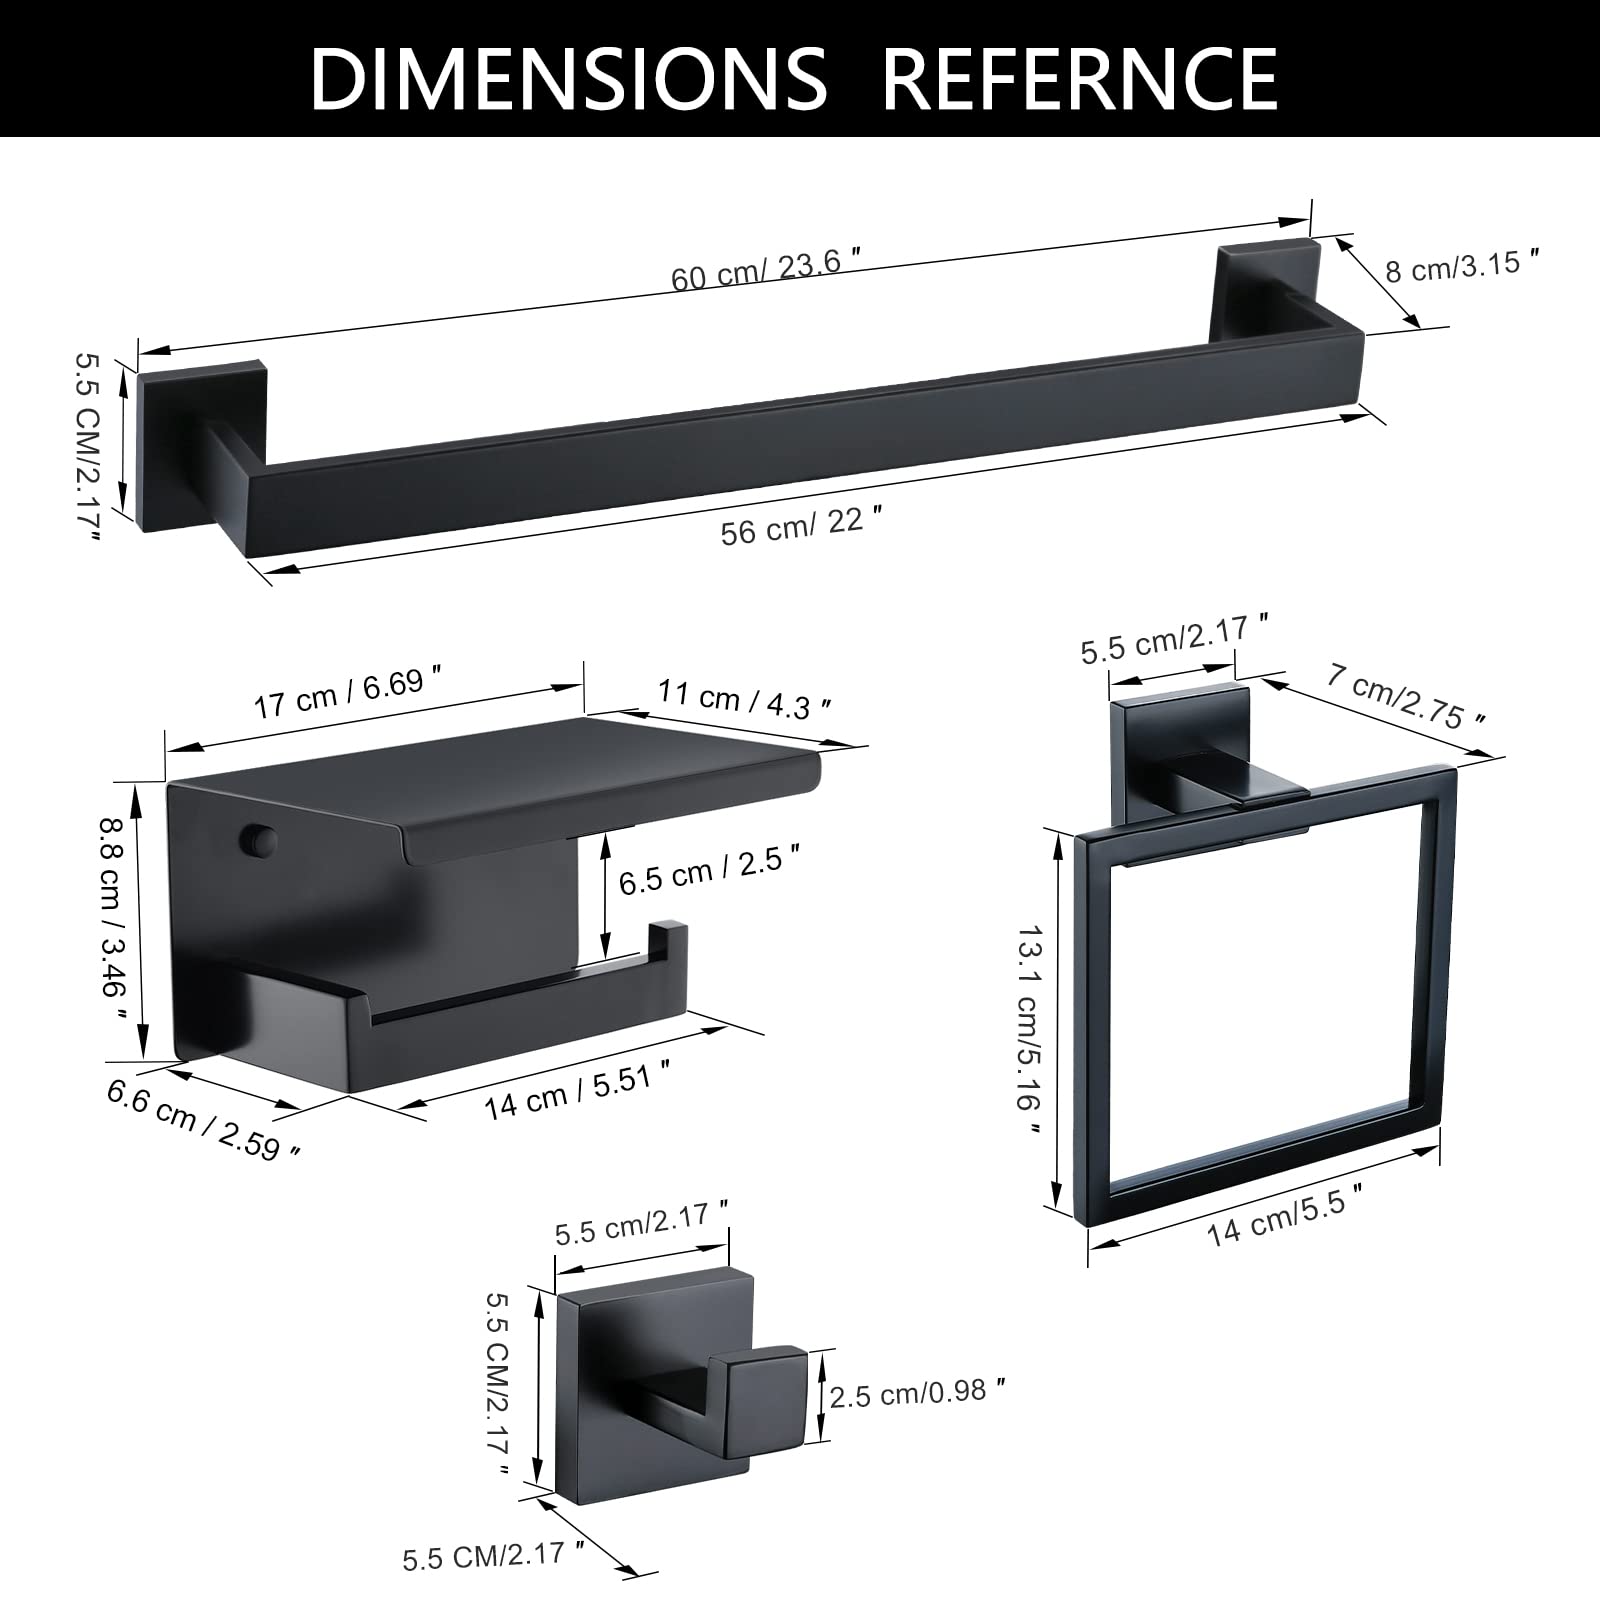 DIMENSIONS REFERNCE
60 cm/ 23.6 "
8 cm/3.15 "
5.5 CM/2.17"
56 cm/ 22 "
17 cm / 6.69 "
11 cm / 4.3 "
8.8 cm / 3.46 "
6.5 cm / 2.5 "
6.6 cm / 2.59 "
14 cm / 5.51 "
5.5 cm/2.17 "
7 cm/2.75 "
13.1 cm/5.16 "
14 cm/5.5 "
5.5 cm/2.17 "
5.5 CM/2.17 "
2.5 cm/0.98 "
5.5 CM/2.17 "